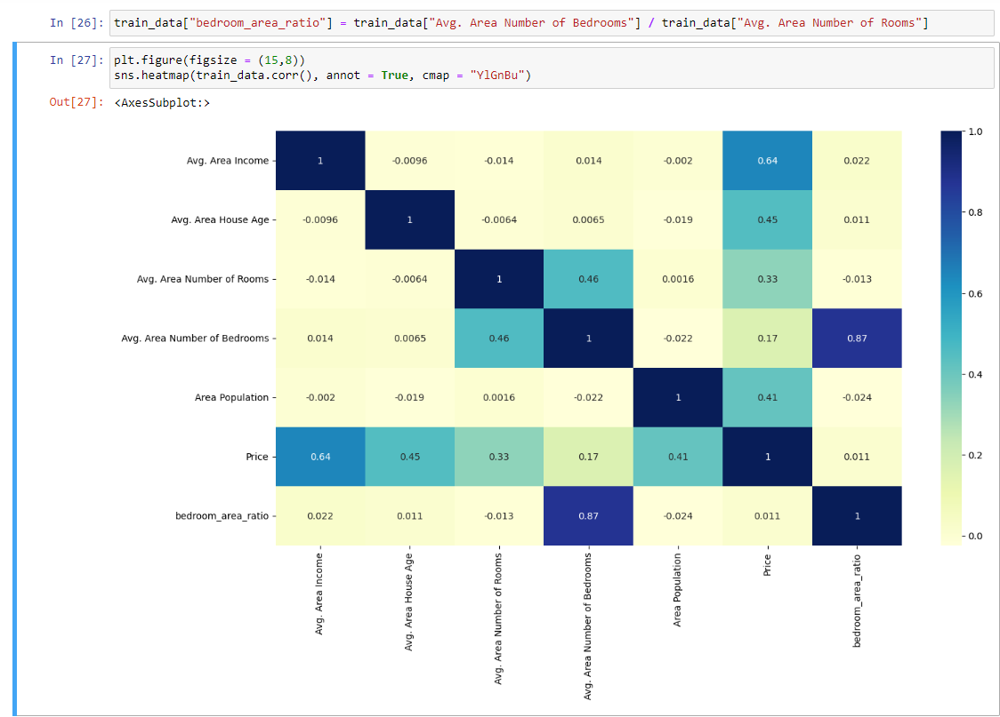 In [26]: train_data["bedroom_area_ratio"] = train_data["Avg. Area Number of Bedrooms"] / train_data["Avg. Area Number of Rooms"]
In [27]: plt.figure(figsize = (15,8))
sns.heatmap(train_data.corr(), annot = True, cmap = "YlGnBu")
Out[27]: <AxesSubplot:>
Avg. Area Income 1 -0.0096 -0.014 0.014 -0.002 0.64 0.022
Avg. Area House Age -0.0096 1 -0.0064 0.0065 -0.019 0.45 0.011
Avg. Area Number of Rooms -0.014 -0.0064 1 0.46 0.0016 0.33 -0.013
Avg. Area Number of Bedrooms 0.014 0.0065 0.46 1 -0.022 0.17 0.87
Area Population -0.002 -0.019 0.0016 -0.022 1 0.41 -0.024
Price 0.64 0.45 0.33 0.17 0.41 1 0.011
bedroom_area_ratio 0.022 0.011 -0.013 0.87 -0.024 0.011 1
Avg. Area Income
Avg. Area House Age
Avg. Area Number of Rooms
Avg. Area Number of Bedrooms
Area Population
Price
bedroom_area_ratio
1.0
0.8
0.6
0.4
0.2
0.0